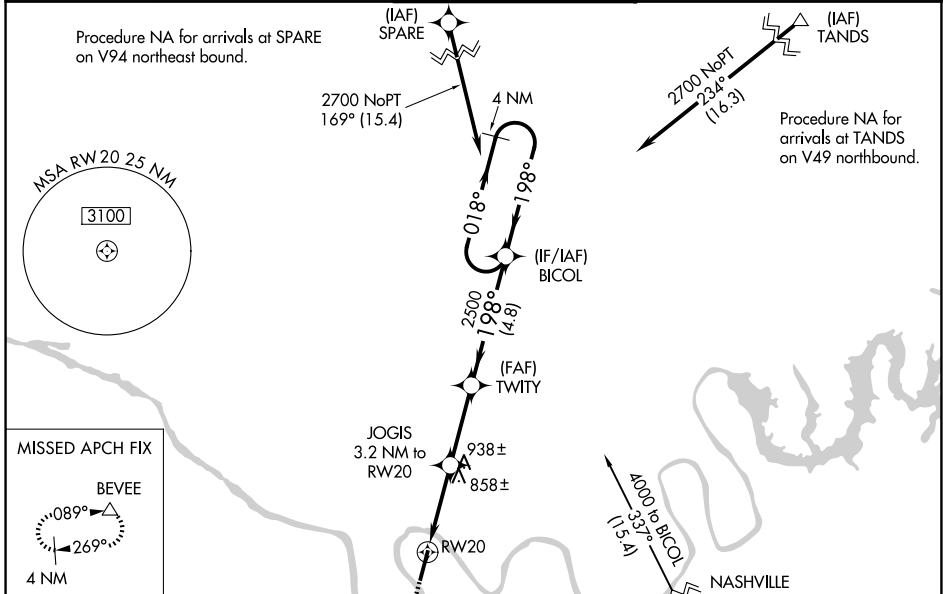 Procedure NA for arrivals at SPARE
on V94 northeast bound.
(IAF)
SPARE
(IAF)
TANDS
2700 NoPT
169° (15.4)
4 NM
2700 NoPT
234°
(16.3)
Procedure NA for
arrivals at TANDS
on V49 northbound.
MSA RW20 25 NM
3100
018°
198°
(IF/IAF)
BICOL
2500
198°
(4.8)
(FAF)
TWITY
JOGIS
3.2 NM to
RW20
938±
858±
MISSED APCH FIX
BEVEE
089°
269°
4 NM
RW20
4000 to BICOL
337°
(15.4)
NASHVILLE